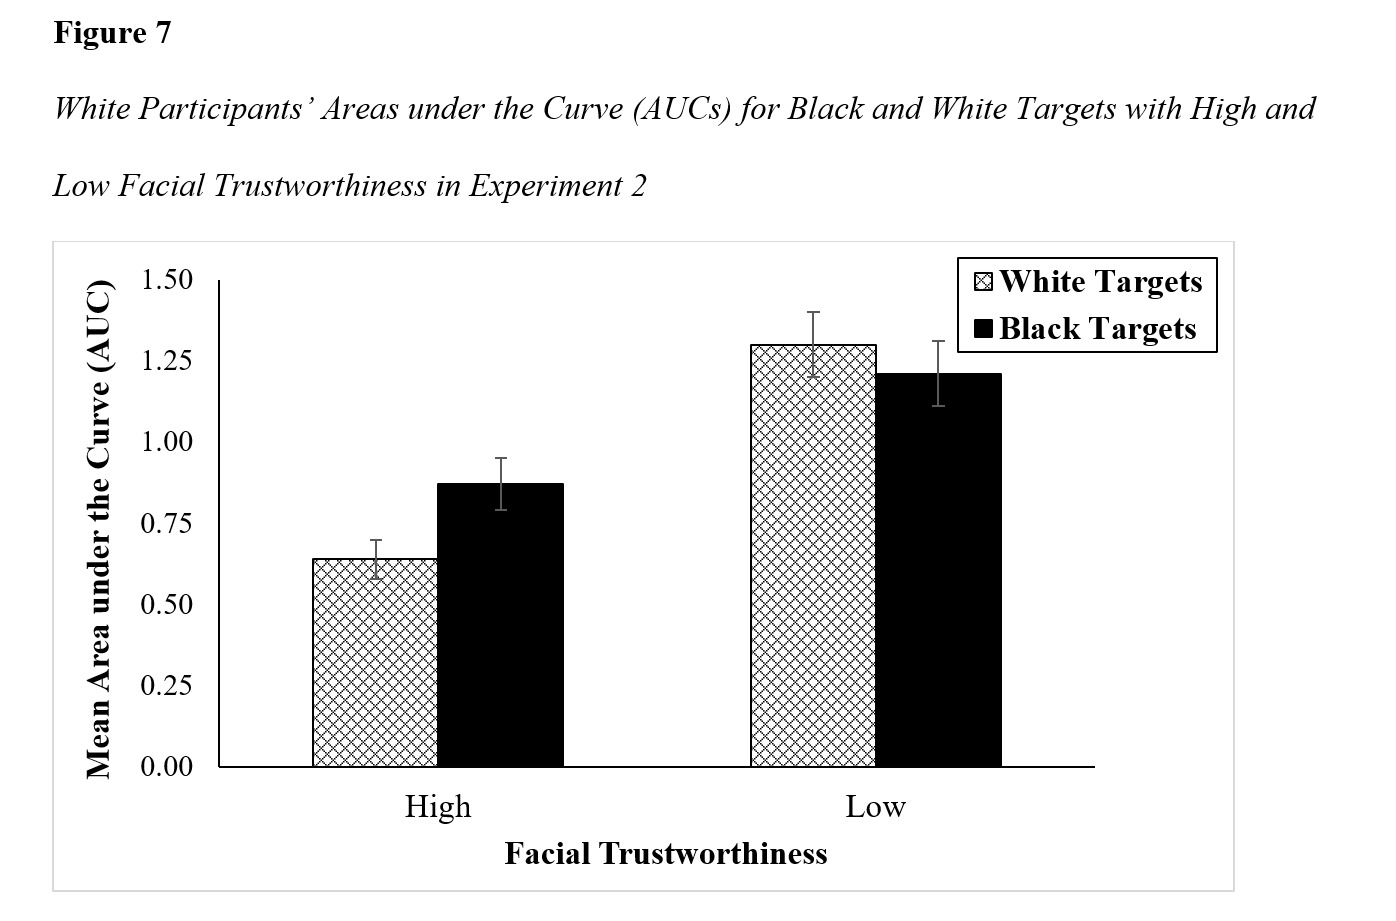 Figure 7
White Participants’ Areas under the Curve (AUCs) for Black and White Targets with High and
Low Facial Trustworthiness in Experiment 2
Mean Area under the Curve (AUC)
1.50
1.25
1.00
0.75
0.50
0.25
0.00
White Targets
Black Targets
High
Low
Facial Trustworthiness